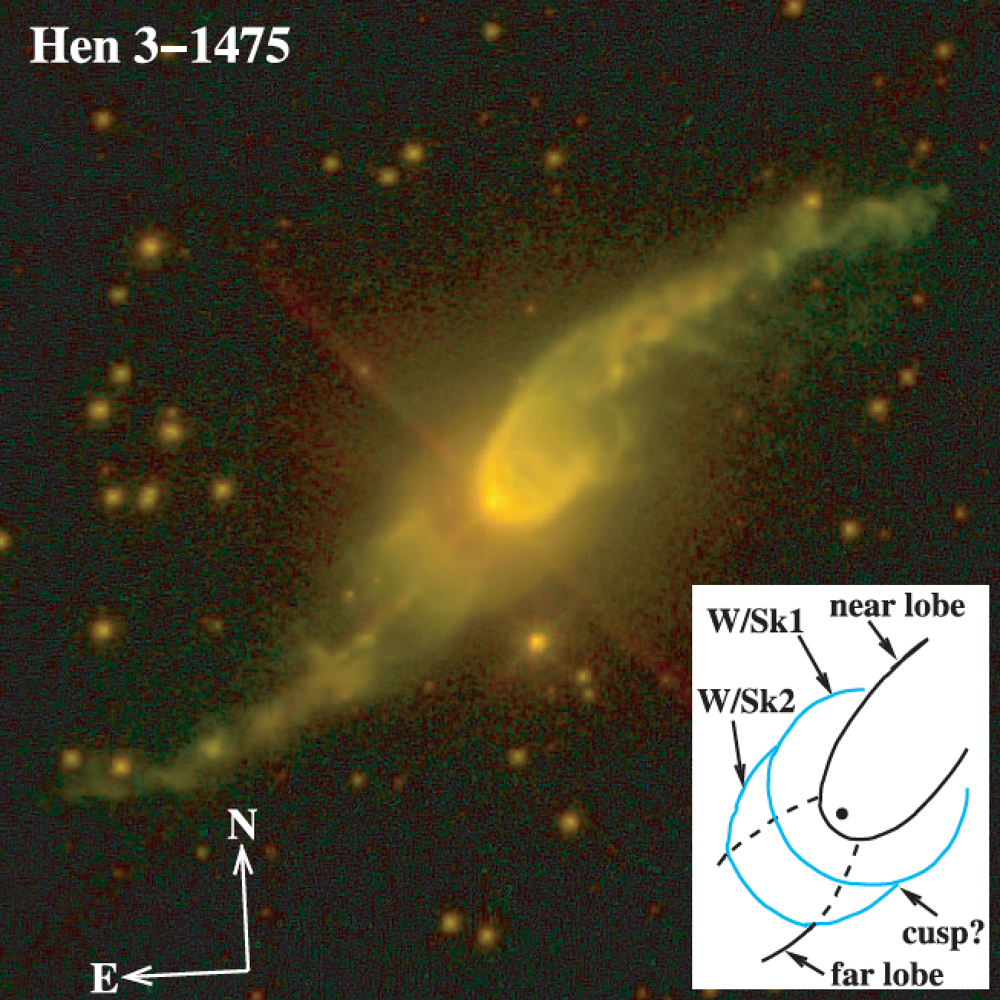 Hen 3–1475
N
E
near lobe
W/Sk1
W/Sk2
cusp?
far lobe